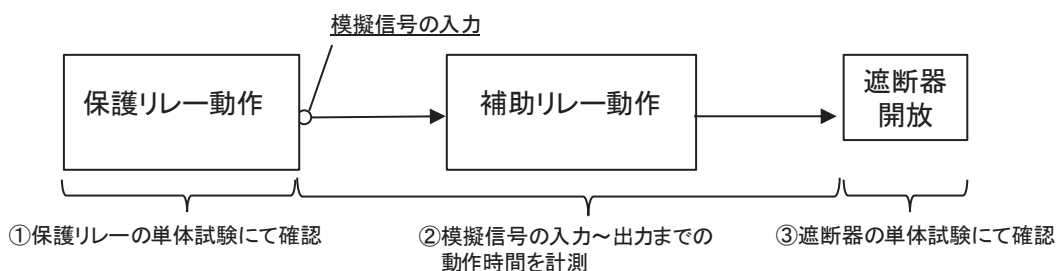 模擬信号の入力
保護リレー動作
補助リレー動作
遮断器
開放
①保護リレーの単体試験にて確認
②模擬信号の入力～出力までの
動作時間を計測
③遮断器の単体試験にて確認